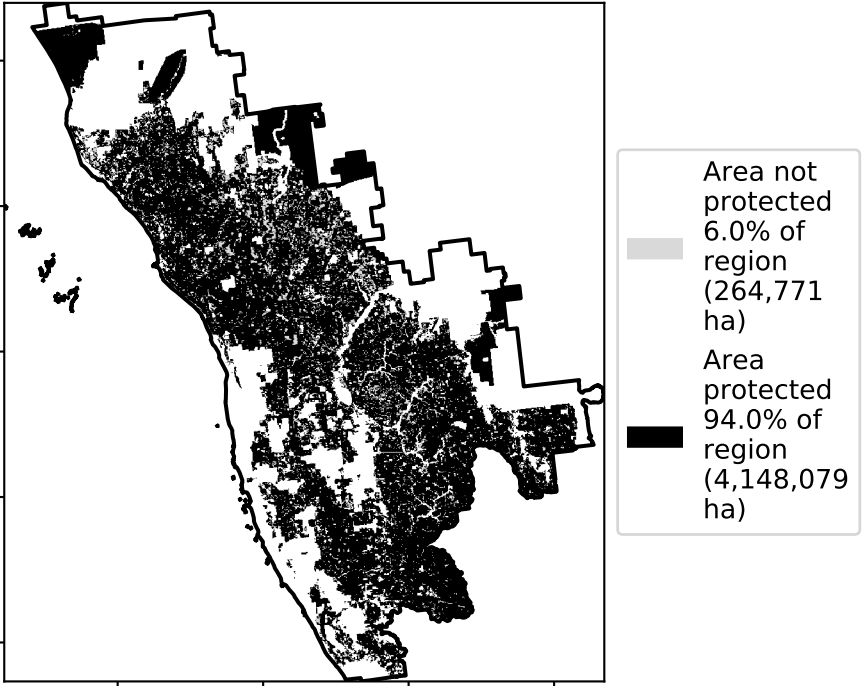 Area not
protected
6.0% of
region
(264,771
ha)
Area
protected
94.0% of
region
(4,148,079
ha)